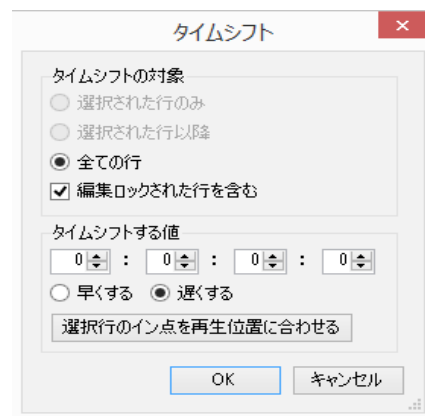 タイムシフト
タイムシフトの対象
選択された行のみ
選択された行以降
全ての行
編集ロックされた行を含む
タイムシフトする値
0 : 0 : 0 : 0
早くする 遅くする
選択行のイン点を再生位置に合わせる
OK キャンセル